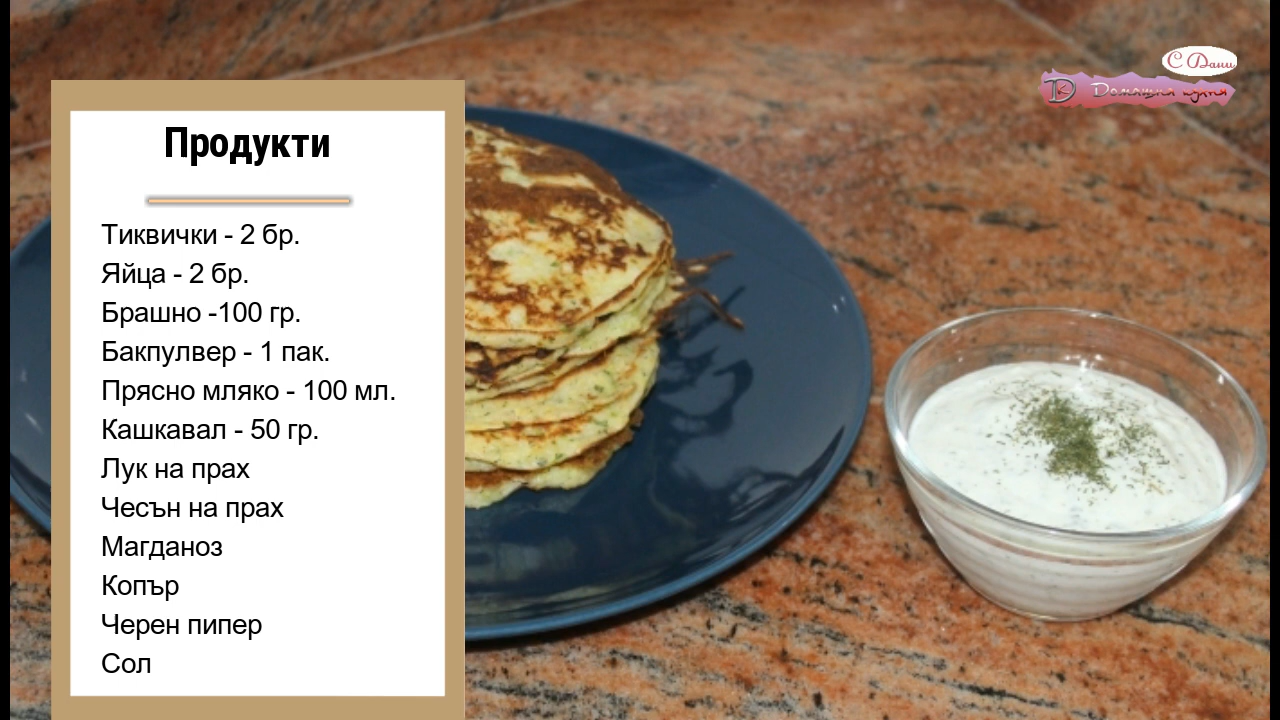 С Дани
DK Домашна кухня
Продукти
Тиквички - 2 бр.
Яйца - 2 бр.
Брашно -100 гр.
Бакпулвер - 1 пак.
Прясно мляко - 100 мл.
Кашкавал - 50 гр.
Лук на прах
Чесън на прах
Магданоз
Копър
Черен пипер
Сол